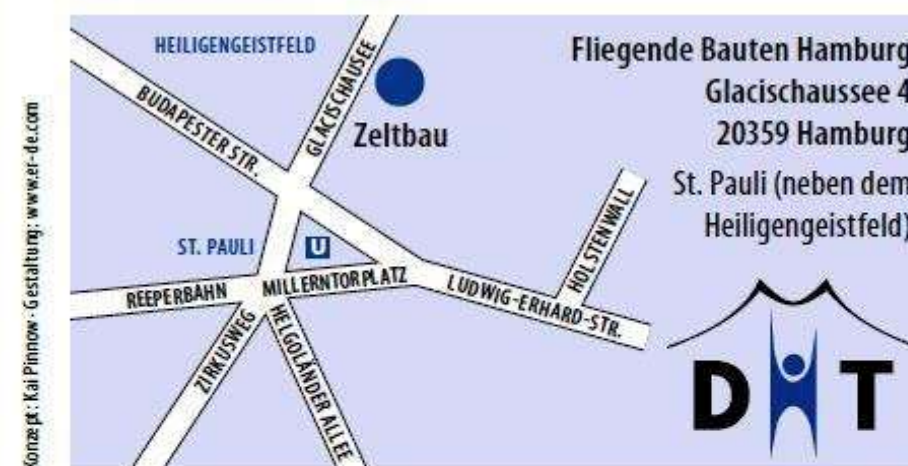 Konzept: Kai Pinnow · Gestaltung: www.er-de.com
HEILIGENGEISTFELD
BUDAPESTER STR.
GLACISCHAUSEE
Zeltbau
ST. PAULI
U
REEPERBAHN
MILLERNTORPLATZ
LUDWIG-ERHARD-STR.
HOLSTENWALL
ZIRKUSWEG
HELGOLÄNDER ALLEE
Fliegende Bauten Hamburg
Glacischaussee 4
20359 Hamburg
St. Pauli (neben dem
Heiligengeistfeld)
D T